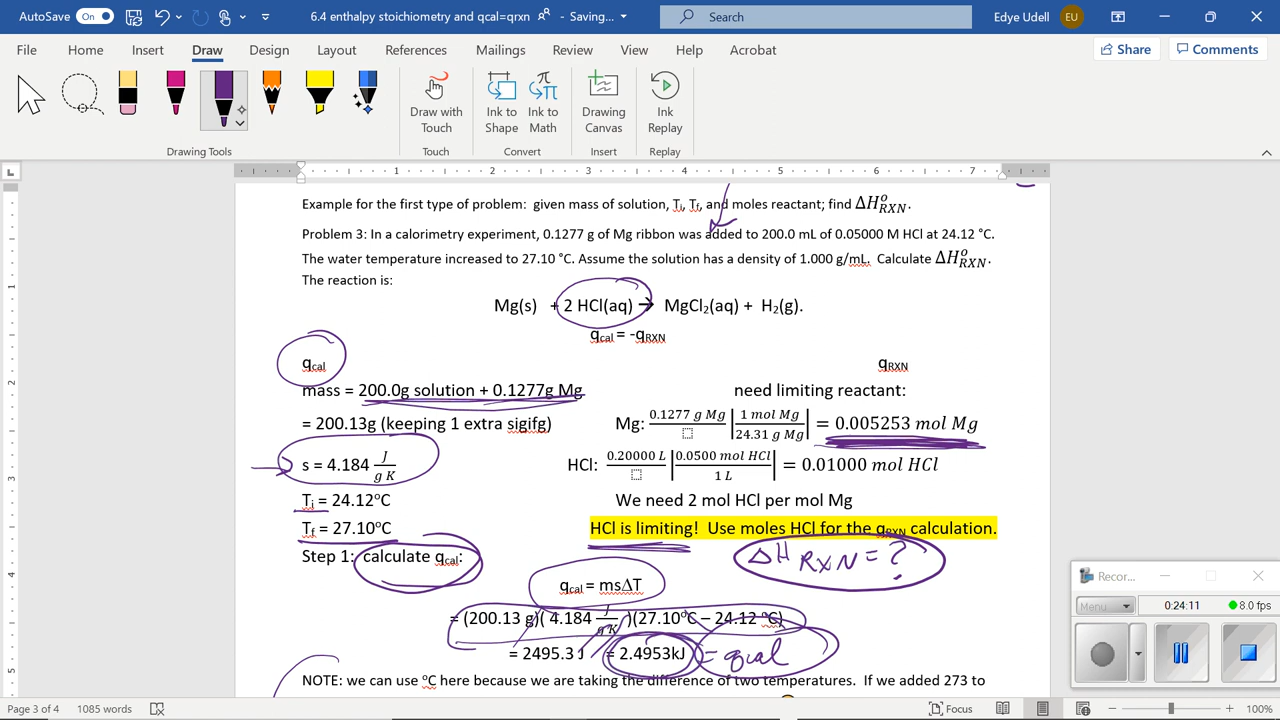 AutoSave On 6.4 enthalpy stoichiometry and qcal=qrxn - Saving... Search Edye Udell EU
File Home Insert Draw Design Layout References Mailings Review View Help Acrobat Share Comments
Draw with Touch Ink to Shape Ink to Math Drawing Canvas Ink Replay
Drawing Tools Touch Convert Insert Replay
1 2 3 4 5 6 7
Example for the first type of problem: given mass of solution, Ti, Tf, and moles reactant; find ΔH°RXN.
Problem 3: In a calorimetry experiment, 0.1277 g of Mg ribbon was added to 200.0 mL of 0.05000 M HCl at 24.12 °C.
The water temperature increased to 27.10 °C. Assume the solution has a density of 1.000 g/mL. Calculate ΔH°RXN.
The reaction is:
Mg(s) + 2 HCl(aq) → MgCl₂(aq) + H₂(g).
qcal = -qRXN
qcal qRXN
mass = 200.0g solution + 0.1277g Mg need limiting reactant:
= 200.13g (keeping 1 extra sigifg) Mg: 0.1277 g Mg | 1 mol Mg / 24.31 g Mg | = 0.005253 mol Mg
s = 4.184 J / g K HCl: 0.20000 L | 0.0500 mol HCl / 1 L | = 0.01000 mol HCl
Ti = 24.12°C We need 2 mol HCl per mol Mg
Tf = 27.10°C HCl is limiting! Use moles HCl for the qRXN calculation.
Step 1: calculate qcal: ΔH RXN = ?
qcal = msΔT
= (200.13 g)( 4.184 J / g K )(27.10°C – 24.12 °C)
= 2495.3 J = 2.4953kJ = qcal
NOTE: we can use °C here because we are taking the difference of two temperatures. If we added 273 to
Recor...
Menu 0:24:11 8.0 fps
Page 3 of 4 1085 words Focus 100%